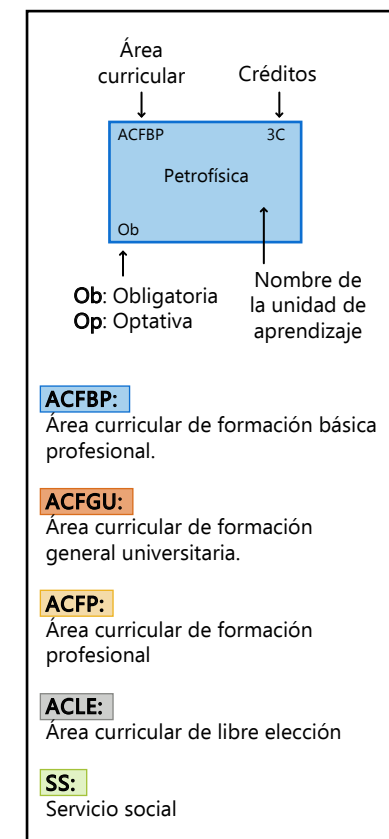 Área
curricular
Créditos
ACFBP 3C
Petrofísica
Ob
Ob: Obligatoria
Op: Optativa
Nombre de
la unidad de
aprendizaje
ACFBP:
Área curricular de formación básica
profesional.
ACFGU:
Área curricular de formación
general universitaria.
ACFP:
Área curricular de formación
profesional
ACLE:
Área curricular de libre elección
SS:
Servicio social